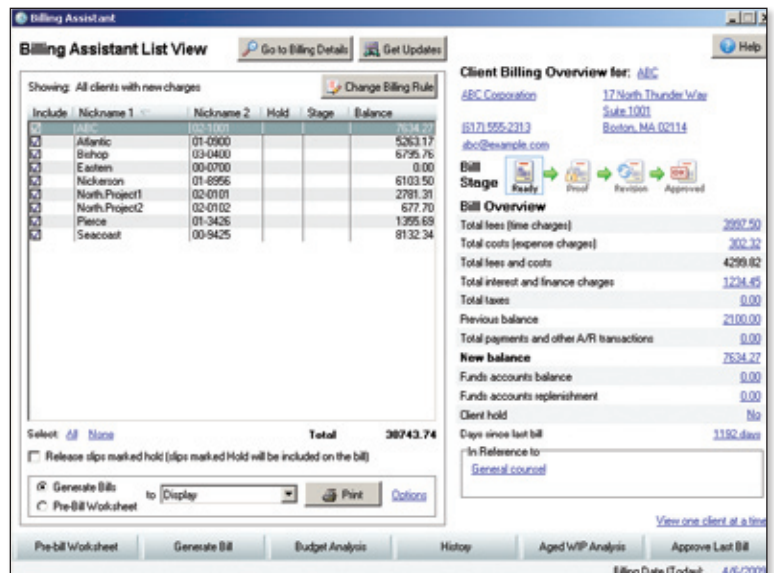 Billing Assistant
Billing Assistant List View
Go to Billing Details
Get Updates
Help
Showing: All clients with new charges
Change Billing Rule
Include Nickname 1 Nickname 2 Hold Stage Balance
ABC 02-1001 7634.27
Atlantic 01-0900 5263.17
Bishop 03-0400 6795.76
Eastern 00-0700 0.00
Nickerson 01-8956 6103.50
North.Project1 02-0101 2781.31
North.Project2 02-0102 677.70
Pierce 01-3426 1355.69
Seacoast 00-9425 8132.34
Select: All None Total 38743.74
Release slips marked hold (slips marked Hold will be included on the bill)
Generate Bills
Pre-Bill Worksheet
to Display
Print
Options
Client Billing Overview for: ABC
ABC Corporation 17 North Thunder Way
Suite 1001
(617) 555-2313 Boston, MA 02114
abc@example.com
Bill Stage
Ready Proof Revision Approved
Bill Overview
Total fees (time charges) 3997.50
Total costs (expense charges) 302.32
Total fees and costs 4299.82
Total interest and finance charges 1234.45
Total taxes 0.00
Previous balance 2100.00
Total payments and other A/R transactions 0.00
New balance 7634.27
Funds accounts balance 0.00
Funds accounts replenishment 0.00
Client hold No
Days since last bill 1192 days
In Reference to
General counsel
View one client at a time
Pre-bill Worksheet Generate Bill Budget Analysis History Aged WIP Analysis Approve Last Bill
Billing Date (Today): 4/6/2009